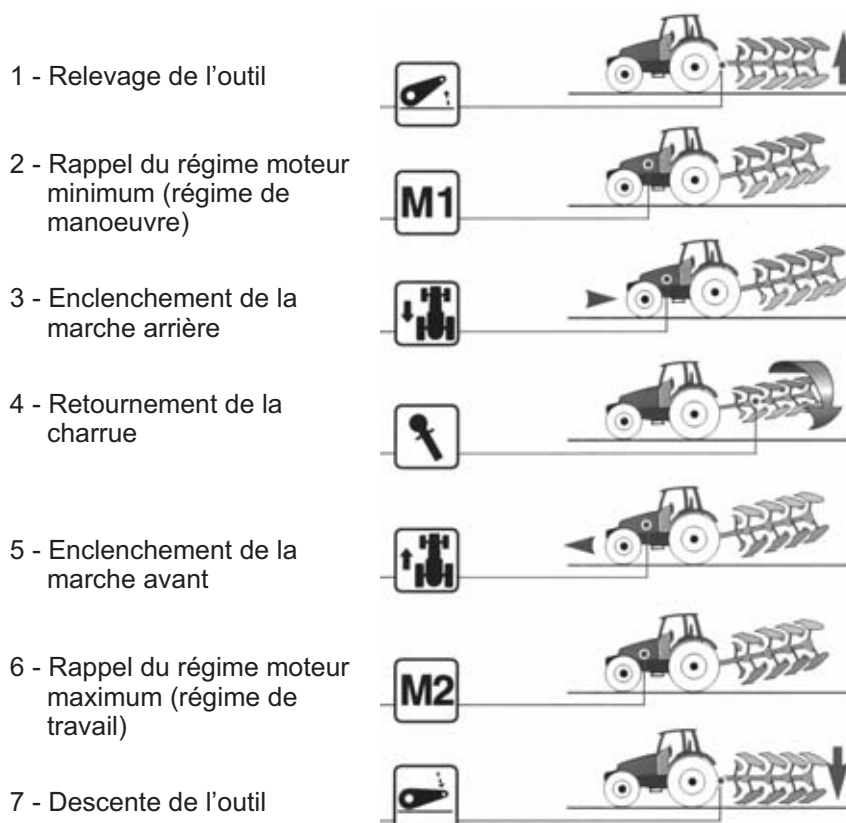 1 - Relevage de l'outil
2 - Rappel du régime moteur
minimum (régime de
manoeuvre)
M1
3 - Enclenchement de la
marche arrière
4 - Retournement de la
charrue
5 - Enclenchement de la
marche avant
6 - Rappel du régime moteur
maximum (régime de
travail)
M2
7 - Descente de l'outil